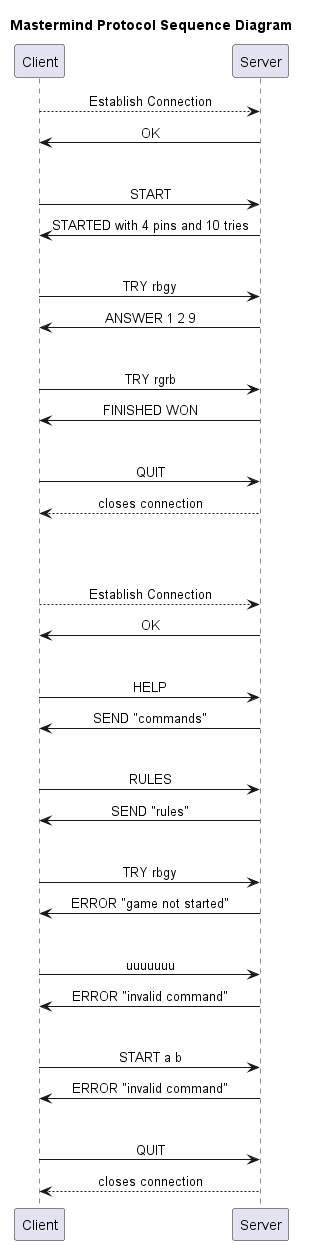 Mastermind Protocol Sequence Diagram
Client Server
Establish Connection
OK
START
STARTED with 4 pins and 10 tries
TRY rbgy
ANSWER 1 2 9
TRY rgrb
FINISHED WON
QUIT
closes connection
Establish Connection
OK
HELP
SEND "commands"
RULES
SEND "rules"
TRY rbgy
ERROR "game not started"
uuuuuuu
ERROR "invalid command"
START a b
ERROR "invalid command"
QUIT
closes connection
Client Server